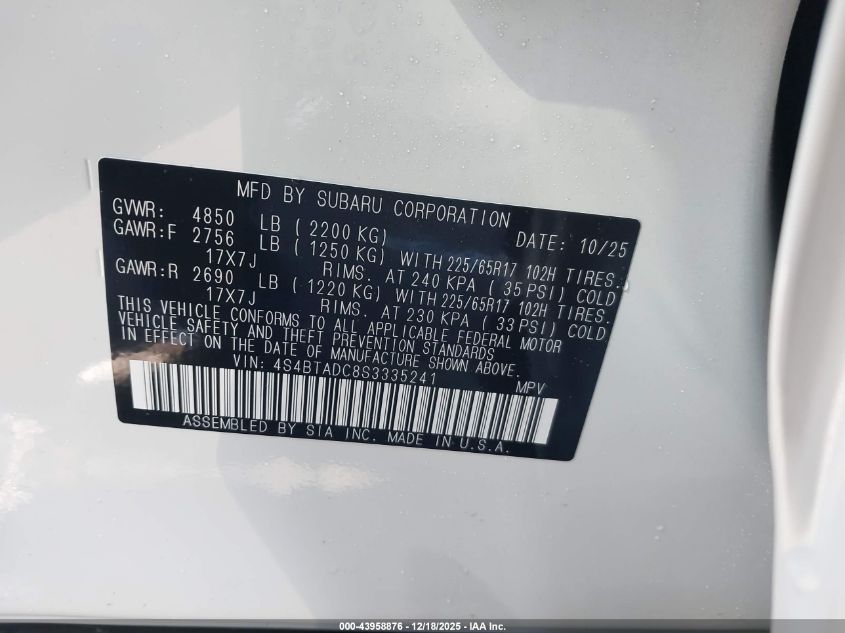 MFD BY SUBARU CORPORATION DATE: 10/25
GVWR: 4850 LB (2200 KG)
GAWR:F 2756 LB (1250 KG) WITH 225/65R17 102H TIRES.
17X7J RIMS. AT 240 KPA (35 PSI) COLD
GAWR:R 2690 LB (1220 KG) WITH 225/65R17 102H TIRES.
17X7J RIMS. AT 230 KPA (33 PSI) COLD
THIS VEHICLE CONFORMS TO ALL APPLICABLE FEDERAL MOTOR
VEHICLE SAFETY AND THEFT PREVENTION STANDARDS
IN EFFECT ON THE DATE OF MANUFACTURE SHOWN ABOVE.
VIN: 4S4BTADC8S3335241 MPV
ASSEMBLED BY SIA INC. MADE IN U.S.A.
000-43958876 - 12/18/2025 - IAA Inc.